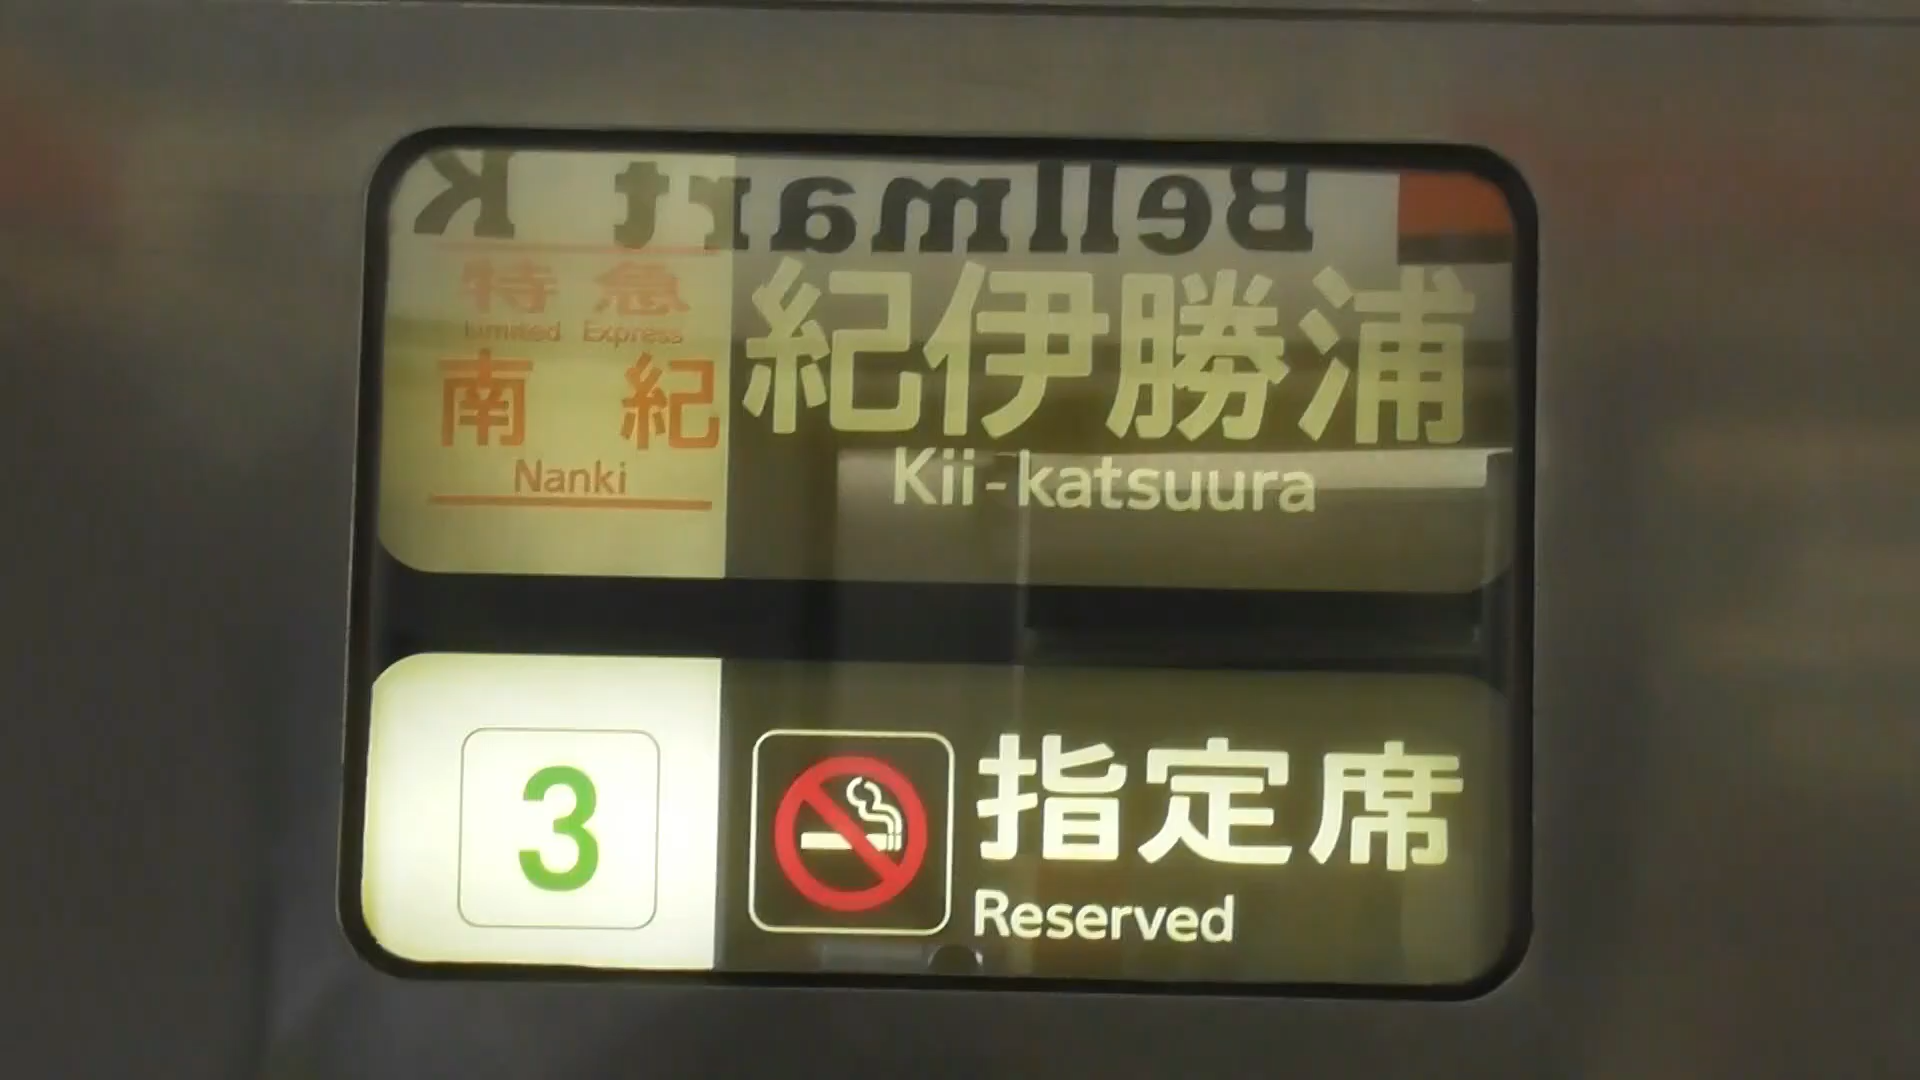 Bellmart K
特急
Limited Express
南紀
Nanki
紀伊勝浦
Kii-katsuura
3
指定席
Reserved